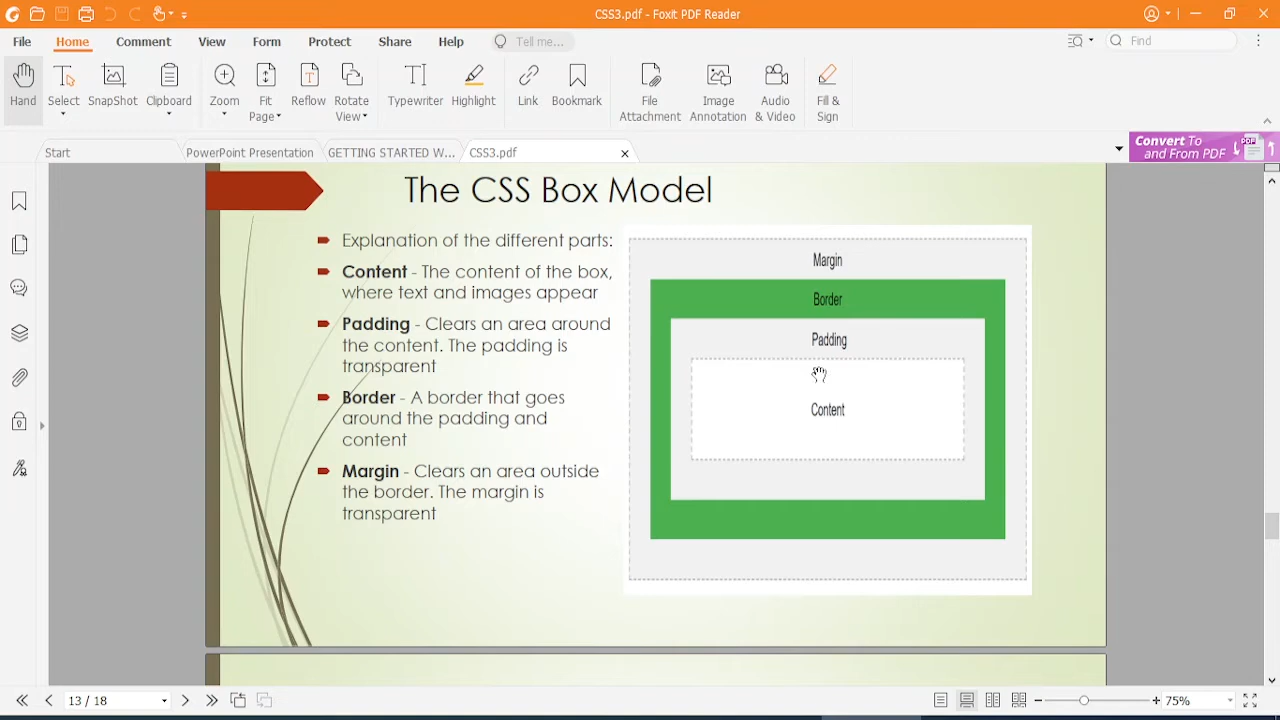 CSS3.pdf - Foxit PDF Reader
File Home Comment View Form Protect Share Help Tell me... Find
Hand Select SnapShot Clipboard Zoom Fit Page Reflow Rotate View Typewriter Highlight Link Bookmark File Attachment Image Annotation Audio & Video Fill & Sign
Start PowerPoint Presentation GETTING STARTED W... CSS3.pdf
Convert To
and From PDF
PDF
The CSS Box Model
Explanation of the different parts:
Content - The content of the box,
where text and images appear
Padding - Clears an area around
the content. The padding is
transparent
Border - A border that goes
around the padding and
content
Margin - Clears an area outside
the border. The margin is
transparent
Margin
Border
Padding
Content
13 / 18
75%